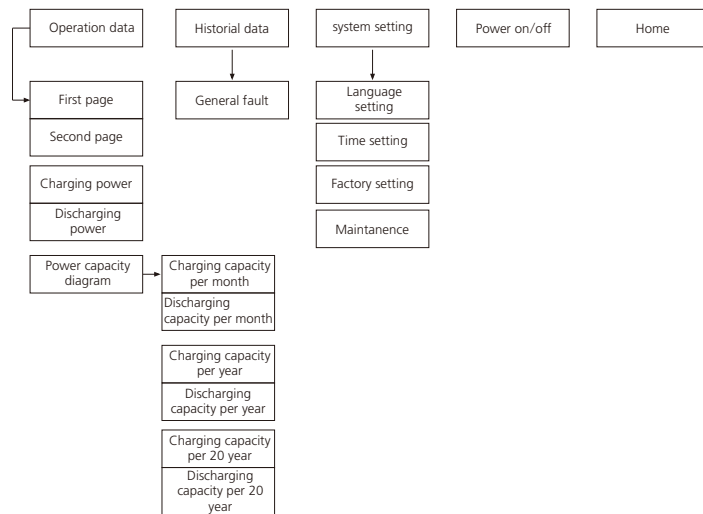 Operation data
Historial data
system setting
Power on/off
Home
First page
General fault
Language
setting
Second page
Time setting
Charging power
Factory setting
Discharging
power
Maintanence
Power capacity
diagram
Charging capacity
per month
Discharging
capacity per month
Charging capacity
per year
Discharging
capacity per year
Charging capacity
per 20 year
Discharging
capacity per 20
year